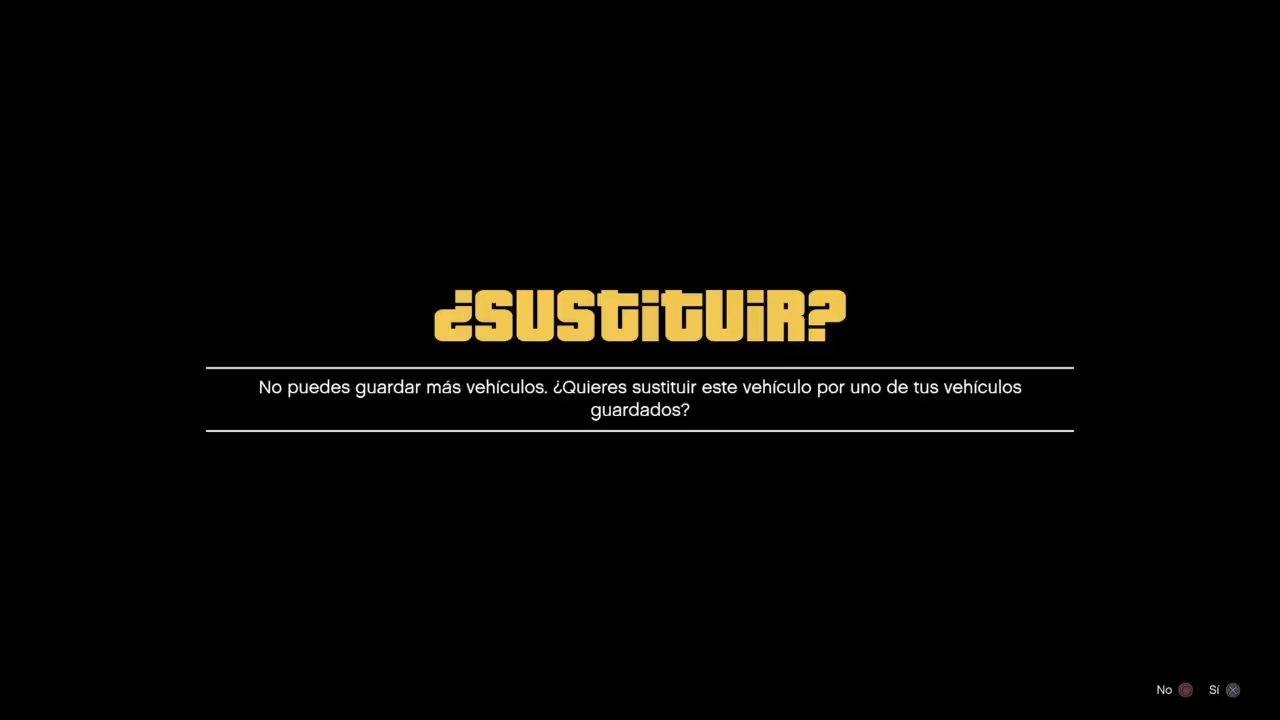 ¿SUStitUiR?
No puedes guardar más vehículos. ¿Quieres sustituir este vehículo por uno de tus vehículos
guardados?
No Sí